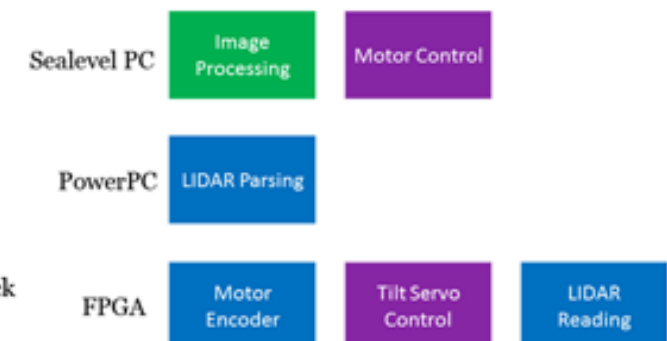 Sealevel PC
Image
Processing
Motor Control
PowerPC
LIDAR Parsing
FPGA
Motor
Encoder
Tilt Servo
Control
LIDAR
Reading